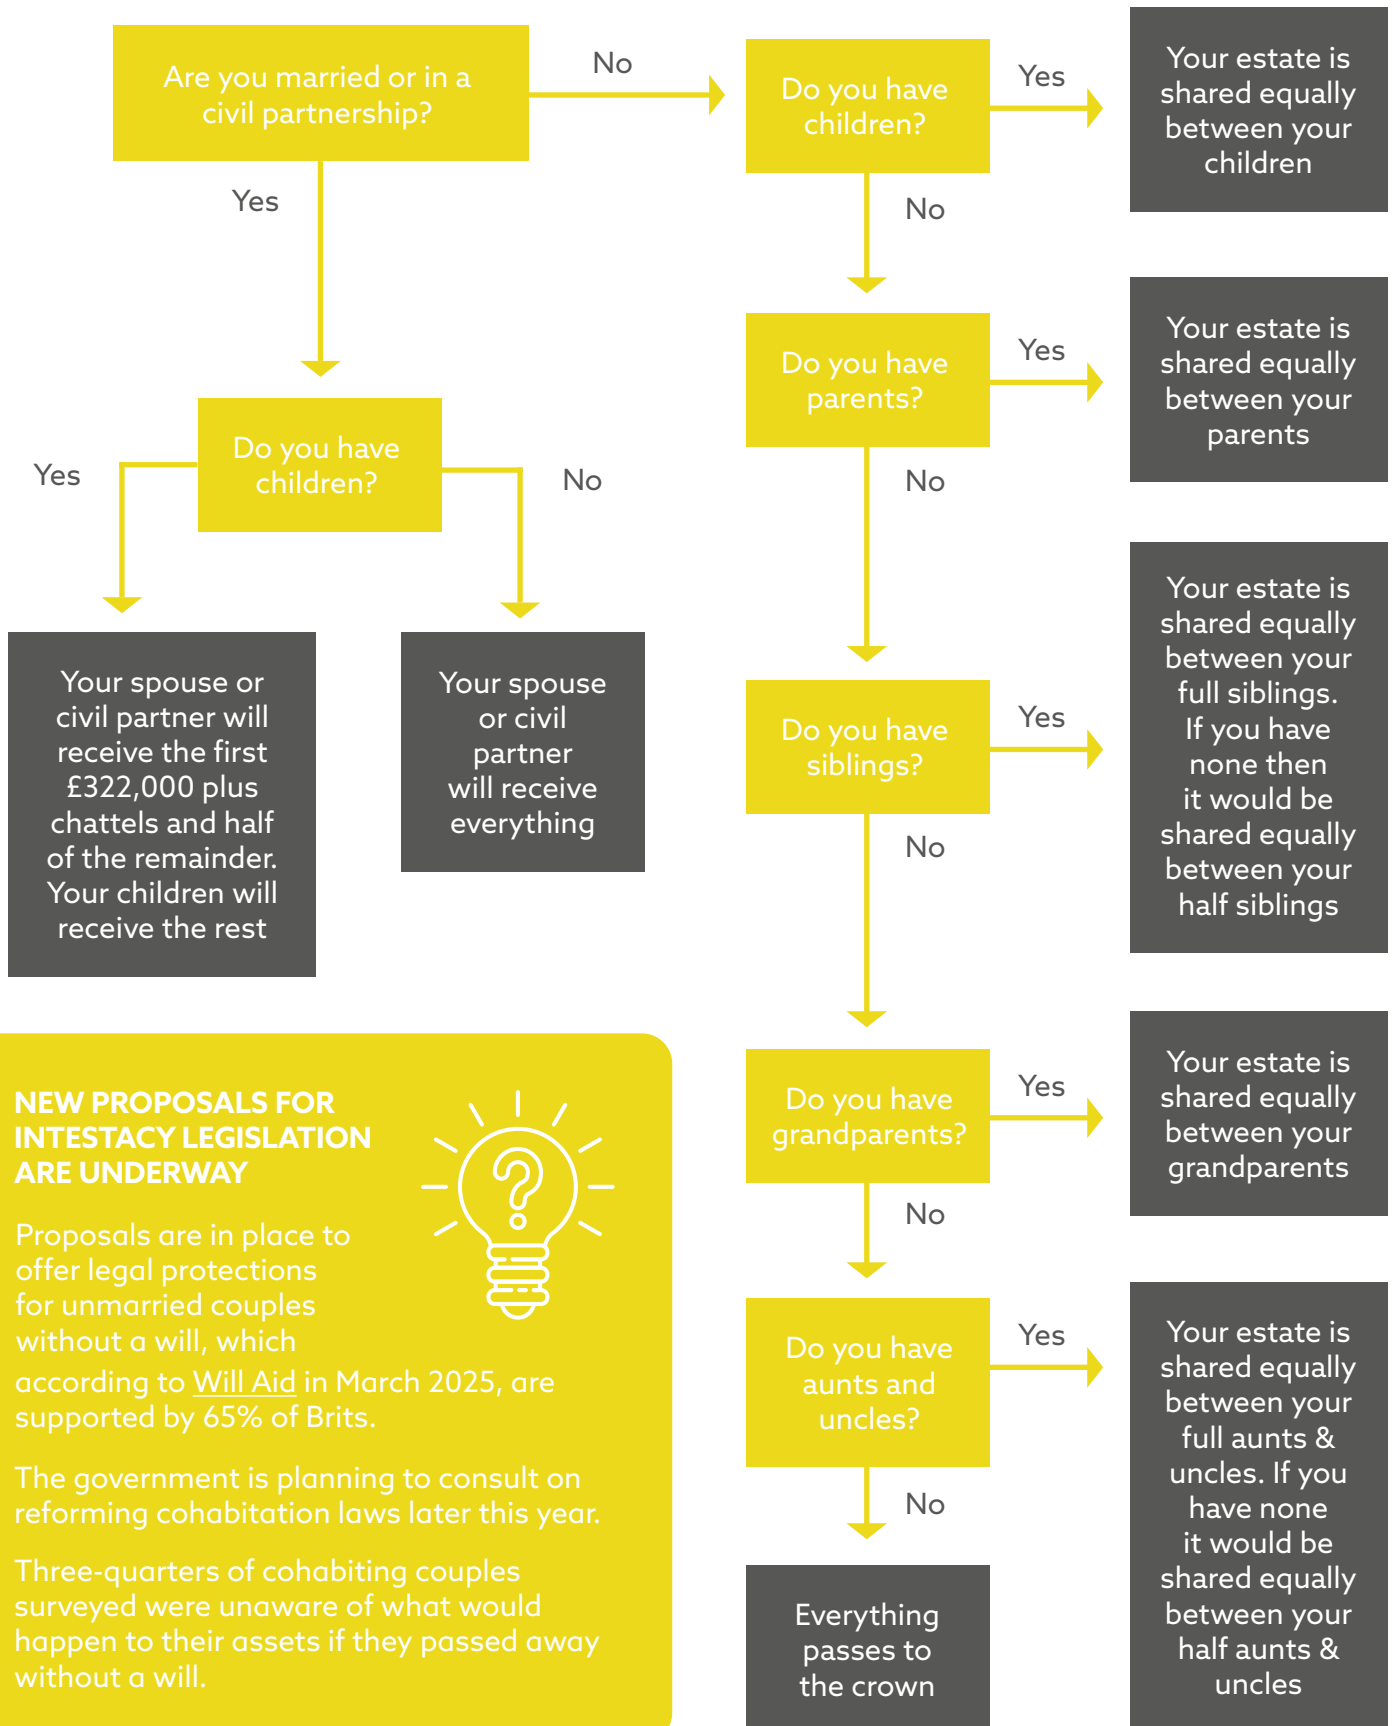 Are you married or in a
civil partnership?
No
Do you have
children?
Yes
Your estate is
shared equally
between your
children
Yes
No
Do you have
parents?
Yes
Your estate is
shared equally
between your
parents
Do you have
children?
Yes
No
No
Your spouse or
civil partner will
receive the first
£322,000 plus
chattels and half
of the remainder.
Your children will
receive the rest
Your spouse
or civil
partner
will receive
everything
Do you have
siblings?
Yes
Your estate is
shared equally
between your
full siblings.
If you have
none then
it would be
shared equally
between your
half siblings
No
Do you have
grandparents?
Yes
Your estate is
shared equally
between your
grandparents
No
Do you have
aunts and
uncles?
Yes
Your estate is
shared equally
between your
full aunts &
uncles. If you
have none
it would be
shared equally
between your
half aunts &
uncles
No
Everything
passes to
the crown
NEW PROPOSALS FOR
INTESTACY LEGISLATION
ARE UNDERWAY
?
Proposals are in place to
offer legal protections
for unmarried couples
without a will, which
according to Will Aid in March 2025, are
supported by 65% of Brits.
The government is planning to consult on
reforming cohabitation laws later this year.
Three-quarters of cohabiting couples
surveyed were unaware of what would
happen to their assets if they passed away
without a will.